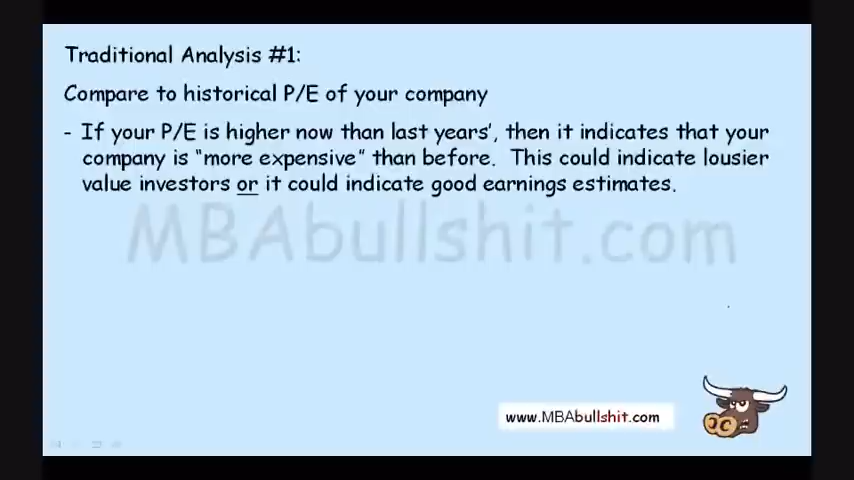 Traditional Analysis #1:
Compare to historical P/E of your company
- If your P/E is higher now than last years’, then it indicates that your
company is “more expensive” than before. This could indicate lousier
value investors or it could indicate good earnings estimates.
MBAbullshit.com
www.MBAbullshit.com